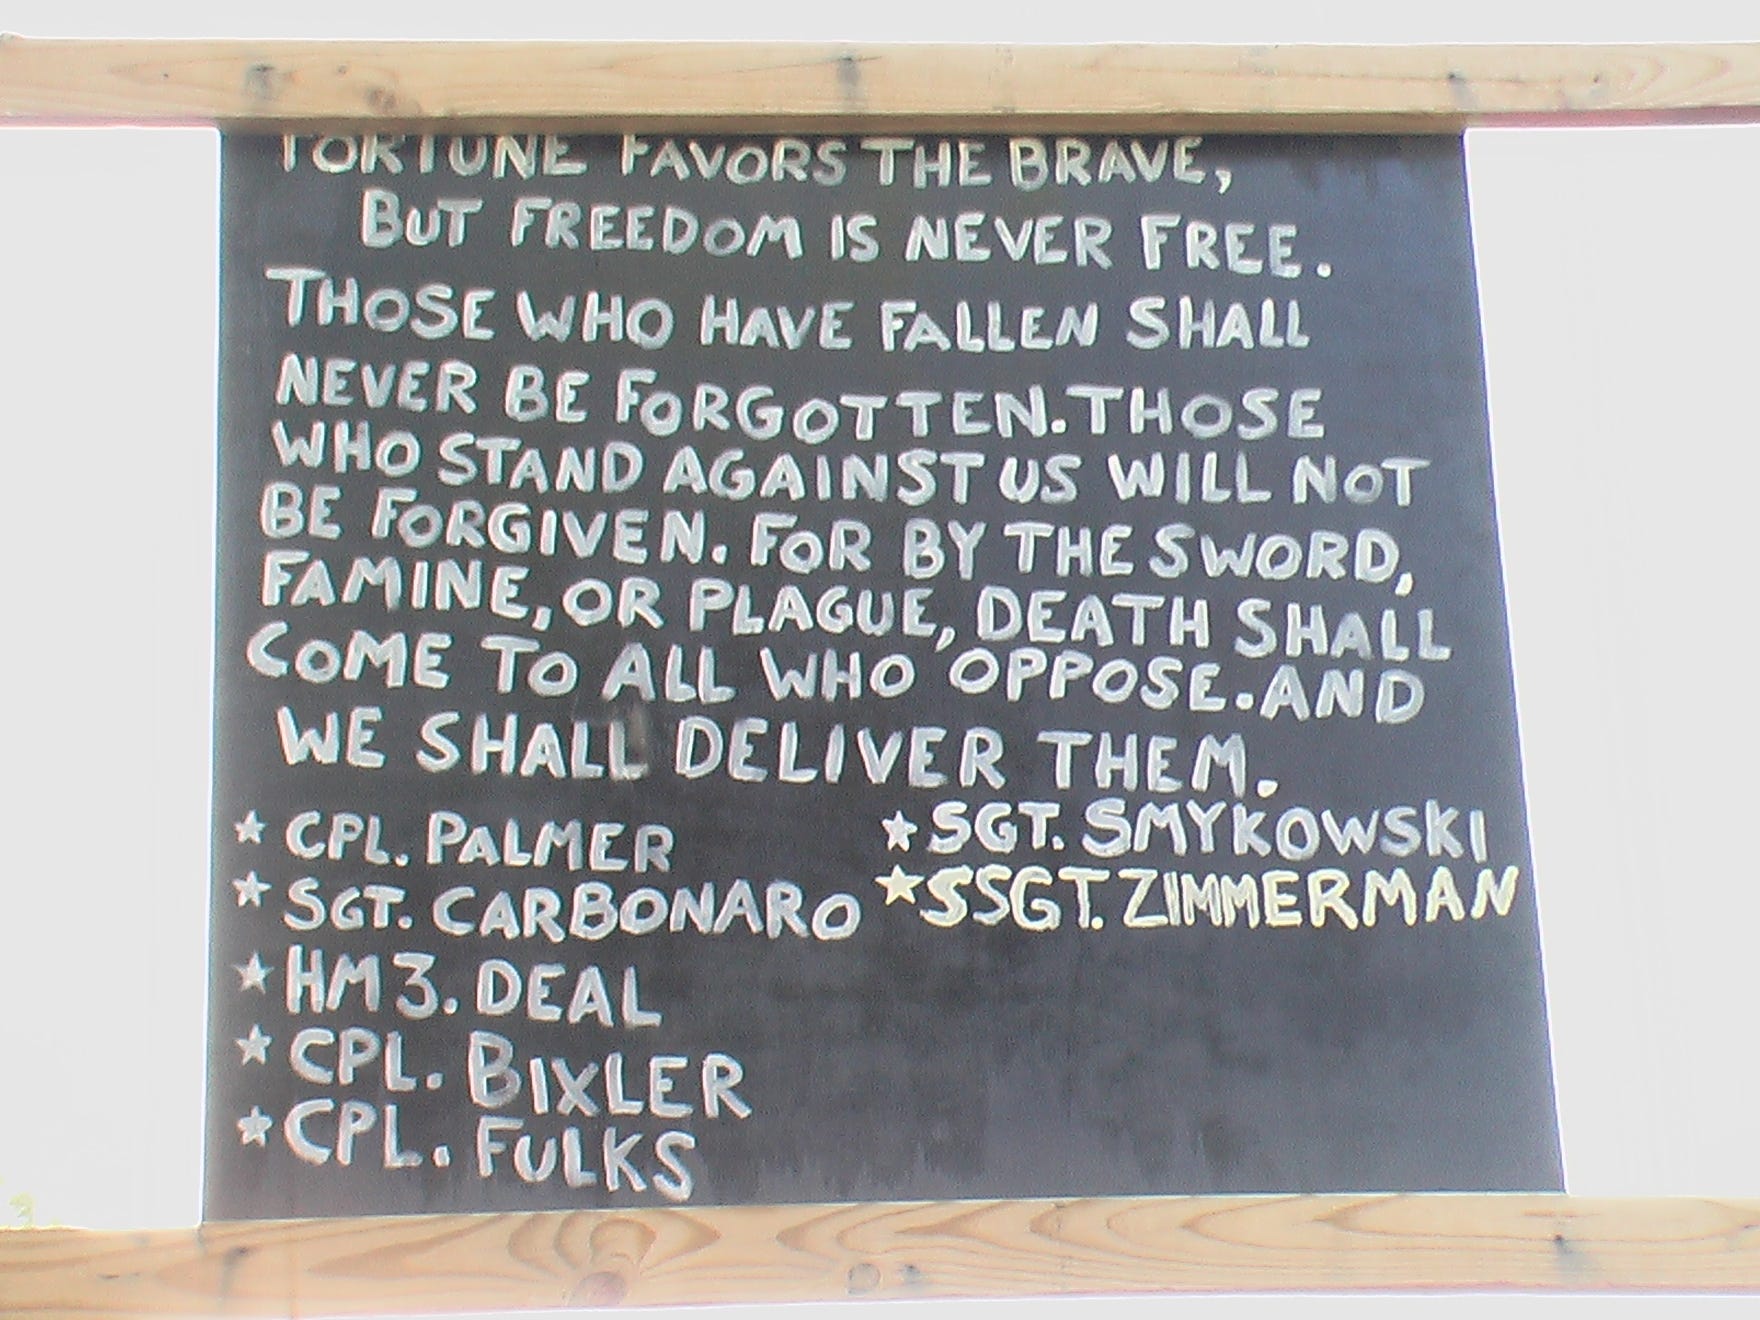 FORTUNE FAVORS THE BRAVE,
BUT FREEDOM IS NEVER FREE.
THOSE WHO HAVE FALLEN SHALL
NEVER BE FORGOTTEN. THOSE
WHO STAND AGAINST US WILL NOT
BE FORGIVEN. FOR BY THE SWORD,
FAMINE, OR PLAGUE, DEATH SHALL
COME TO ALL WHO OPPOSE. AND
WE SHALL DELIVER THEM.
★ CPL. PALMER
★ SGT. CARBONARO
★ HM3. DEAL
★ CPL. BIXLER
★ CPL. FULKS
★ SGT. SMYKOWSKI
★ SSGT. ZIMMERMAN